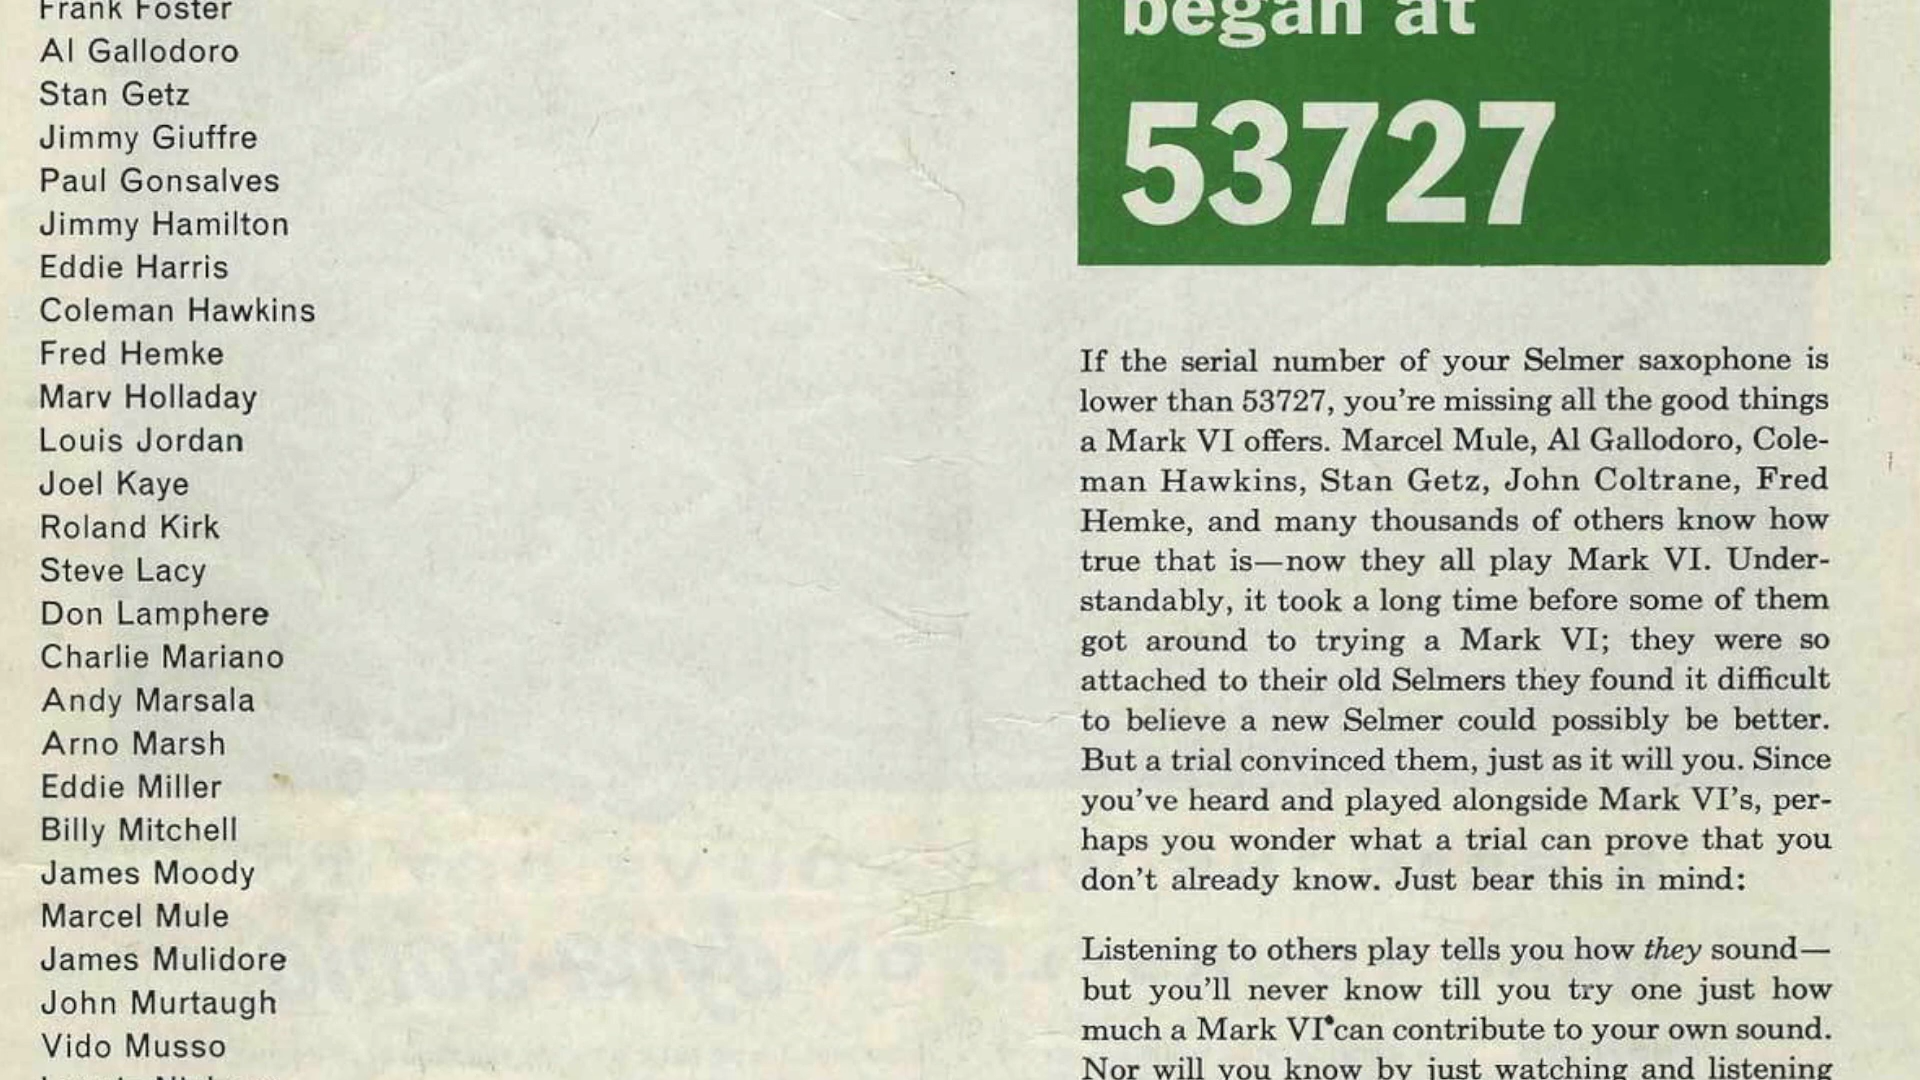 Frank Foster
Al Gallodoro
Stan Getz
Jimmy Giuffre
Paul Gonsalves
Jimmy Hamilton
Eddie Harris
Coleman Hawkins
Fred Hemke
Marv Holladay
Louis Jordan
Joel Kaye
Roland Kirk
Steve Lacy
Don Lamphere
Charlie Mariano
Andy Marsala
Arno Marsh
Eddie Miller
Billy Mitchell
James Moody
Marcel Mule
James Mulidore
John Murtaugh
Vido Musso
began at
53727
If the serial number of your Selmer saxophone is
lower than 53727, you're missing all the good things
a Mark VI offers. Marcel Mule, Al Gallodoro, Cole-
man Hawkins, Stan Getz, John Coltrane, Fred
Hemke, and many thousands of others know how
true that is—now they all play Mark VI. Under-
standably, it took a long time before some of them
got around to trying a Mark VI; they were so
attached to their old Selmers they found it difficult
to believe a new Selmer could possibly be better.
But a trial convinced them, just as it will you. Since
you've heard and played alongside Mark VI's, per-
haps you wonder what a trial can prove that you
don't already know. Just bear this in mind:
Listening to others play tells you how they sound—
but you'll never know till you try one just how
much a Mark VI can contribute to your own sound.
Nor will you know by just watching and listening